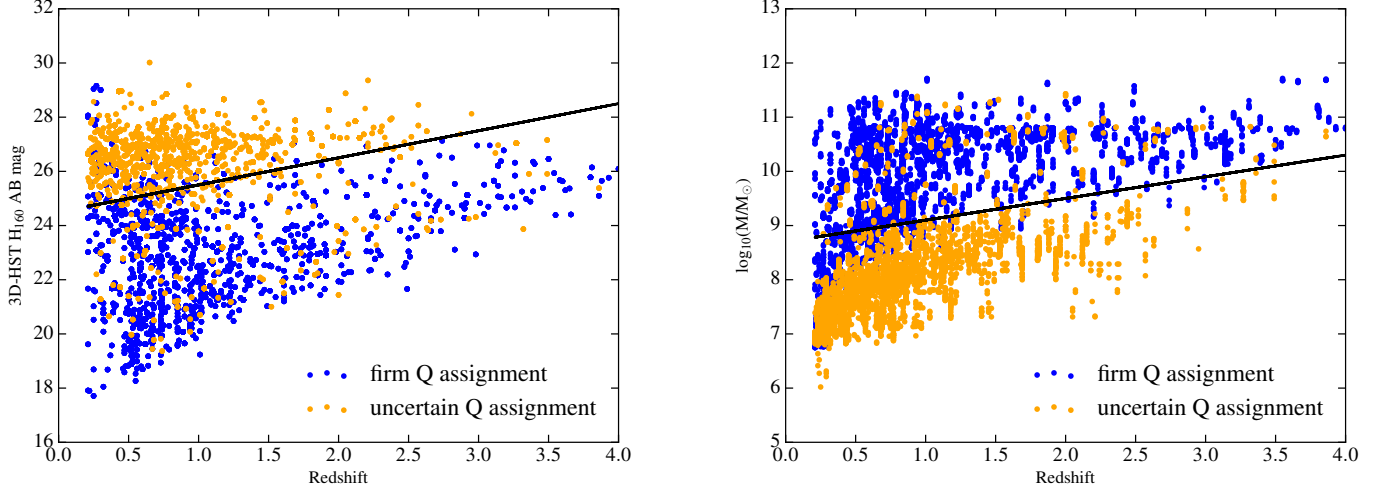 32
30
28
26
24
22
20
18
16
3D-HST H160 AB mag
firm Q assignment
uncertain Q assignment
0.0 0.5 1.0 1.5 2.0 2.5 3.0 3.5 4.0
Redshift
13
12
11
10
9
8
7
6
5
log10(M/M⊙)
firm Q assignment
uncertain Q assignment
0.0 0.5 1.0 1.5 2.0 2.5 3.0 3.5 4.0
Redshift